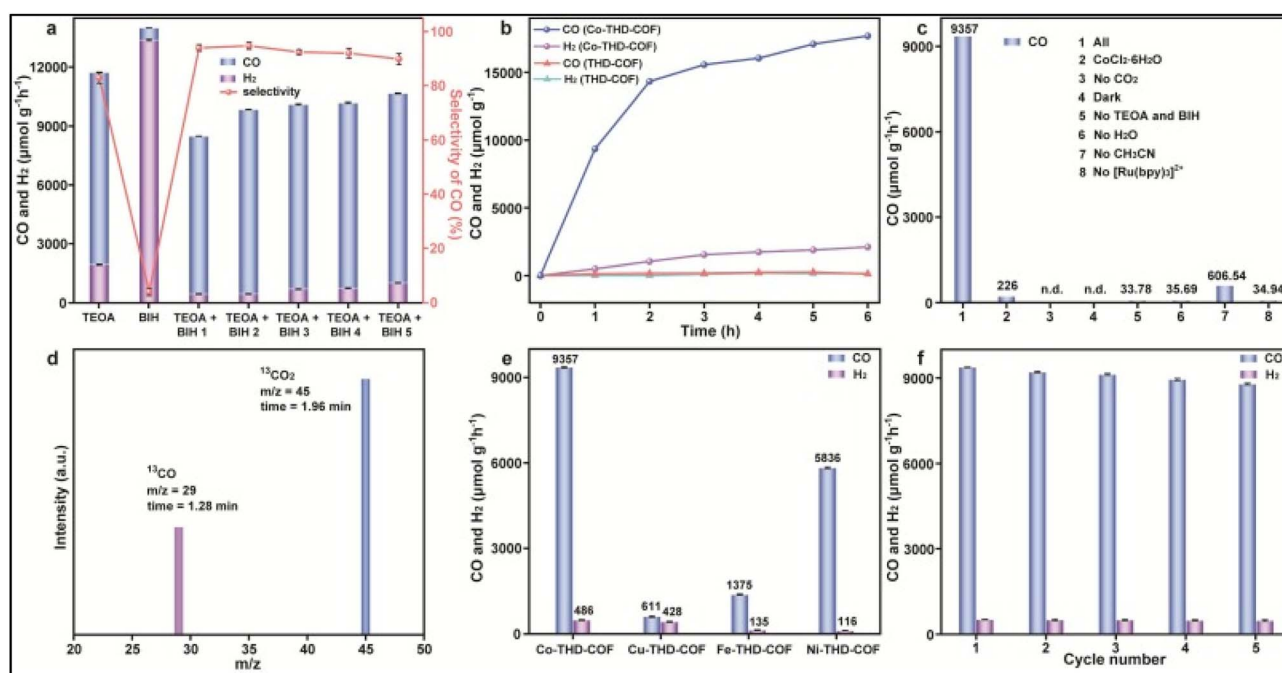 a
CO and H₂ (µmol g⁻¹h⁻¹)
12000
9000
6000
3000
0
CO
H₂
selectivity
100
80
60
40
20
0
Selectivity of CO (%)
TEOA
BIH
TEOA + BIH 1
TEOA + BIH 2
TEOA + BIH 3
TEOA + BIH 4
TEOA + BIH 5
b
CO and H₂ (µmol g⁻¹h⁻¹)
15000
10000
5000
0
CO (Co-THD-COF)
H₂ (Co-THD-COF)
CO (THD-COF)
H₂ (THD-COF)
0 1 2 3 4 5 6
Time (h)
c
CO (µmol g⁻¹h⁻¹)
9000
6000
3000
0
9357
226
n.d.
n.d.
33.78
35.69
606.54
34.94
CO
1 All
2 CoCl₂·6H₂O
3 No CO₂
4 Dark
5 No TEOA and BIH
6 No H₂O
7 No CH₃CN
8 No [Ru(bpy)₃]²⁺
1 2 3 4 5 6 7 8
d
Intensity (a.u.)
¹³CO₂
m/z = 45
time = 1.96 min
¹³CO
m/z = 29
time = 1.28 min
20 25 30 35 40 45 50
m/z
e
CO and H₂ (µmol g⁻¹h⁻¹)
9000
6000
3000
0
CO
H₂
9357
486
611
428
1375
135
5836
116
Co-THD-COF Cu-THD-COF Fe-THD-COF Ni-THD-COF
f
CO and H₂ (µmol g⁻¹h⁻¹)
9000
6000
3000
0
CO
H₂
1 2 3 4 5
Cycle number